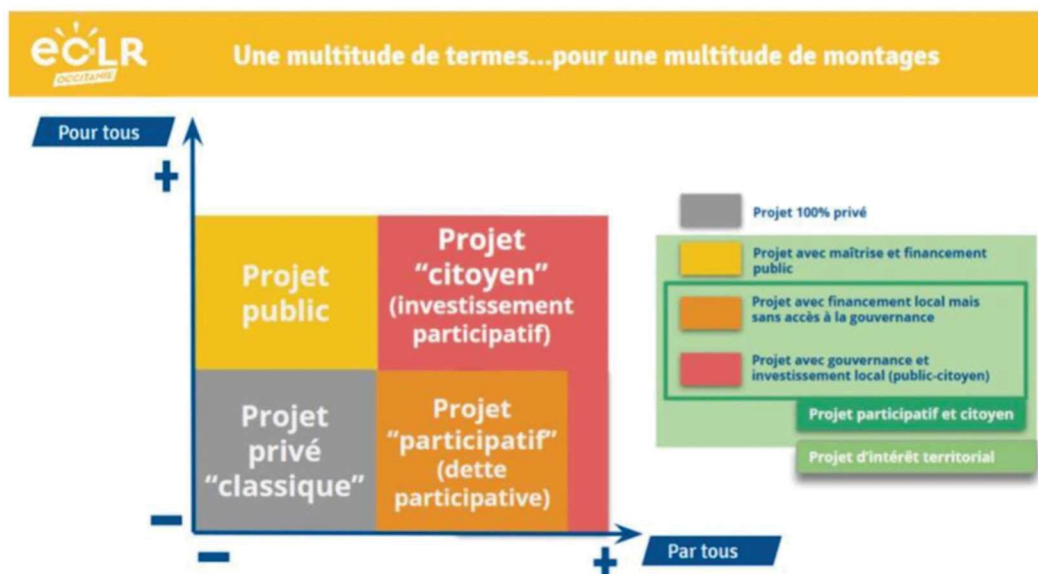 eCLR
OCCITANIE
Une multitude de termes...pour une multitude de montages
Pour tous
+
Projet
public
Projet
“citoyen”
(investissement
participatif)
Projet
privé
“classique”
Projet
“participatif”
(dette
participative)
−
−
+
Par tous
Projet 100% privé
Projet avec maîtrise et financement
public
Projet avec financement local mais
sans accès à la gouvernance
Projet avec gouvernance et
investissement local (public-citoyen)
Projet participatif et citoyen
Projet d’intérêt territorial